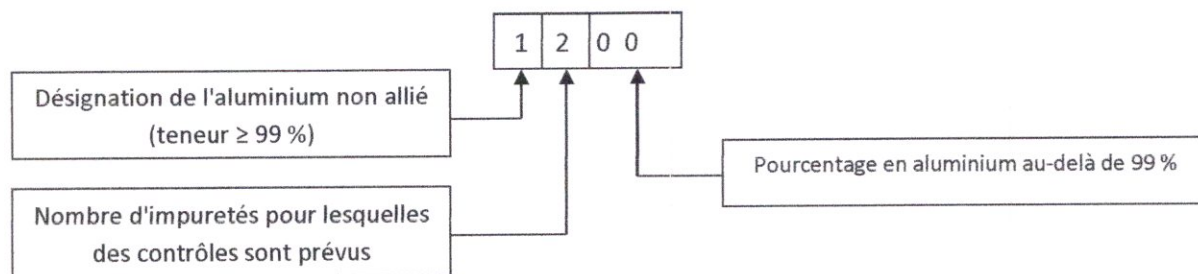 1 2 0 0
Désignation de l'aluminium non allié
(teneur ≥ 99 %)
Pourcentage en aluminium au-delà de 99 %
Nombre d'impuretés pour lesquelles
des contrôles sont prévus